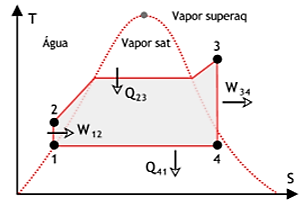 T
Vapor superaq
Água
Vapor sat
3
Q23
W34
2
W12
1
Q41
4
S